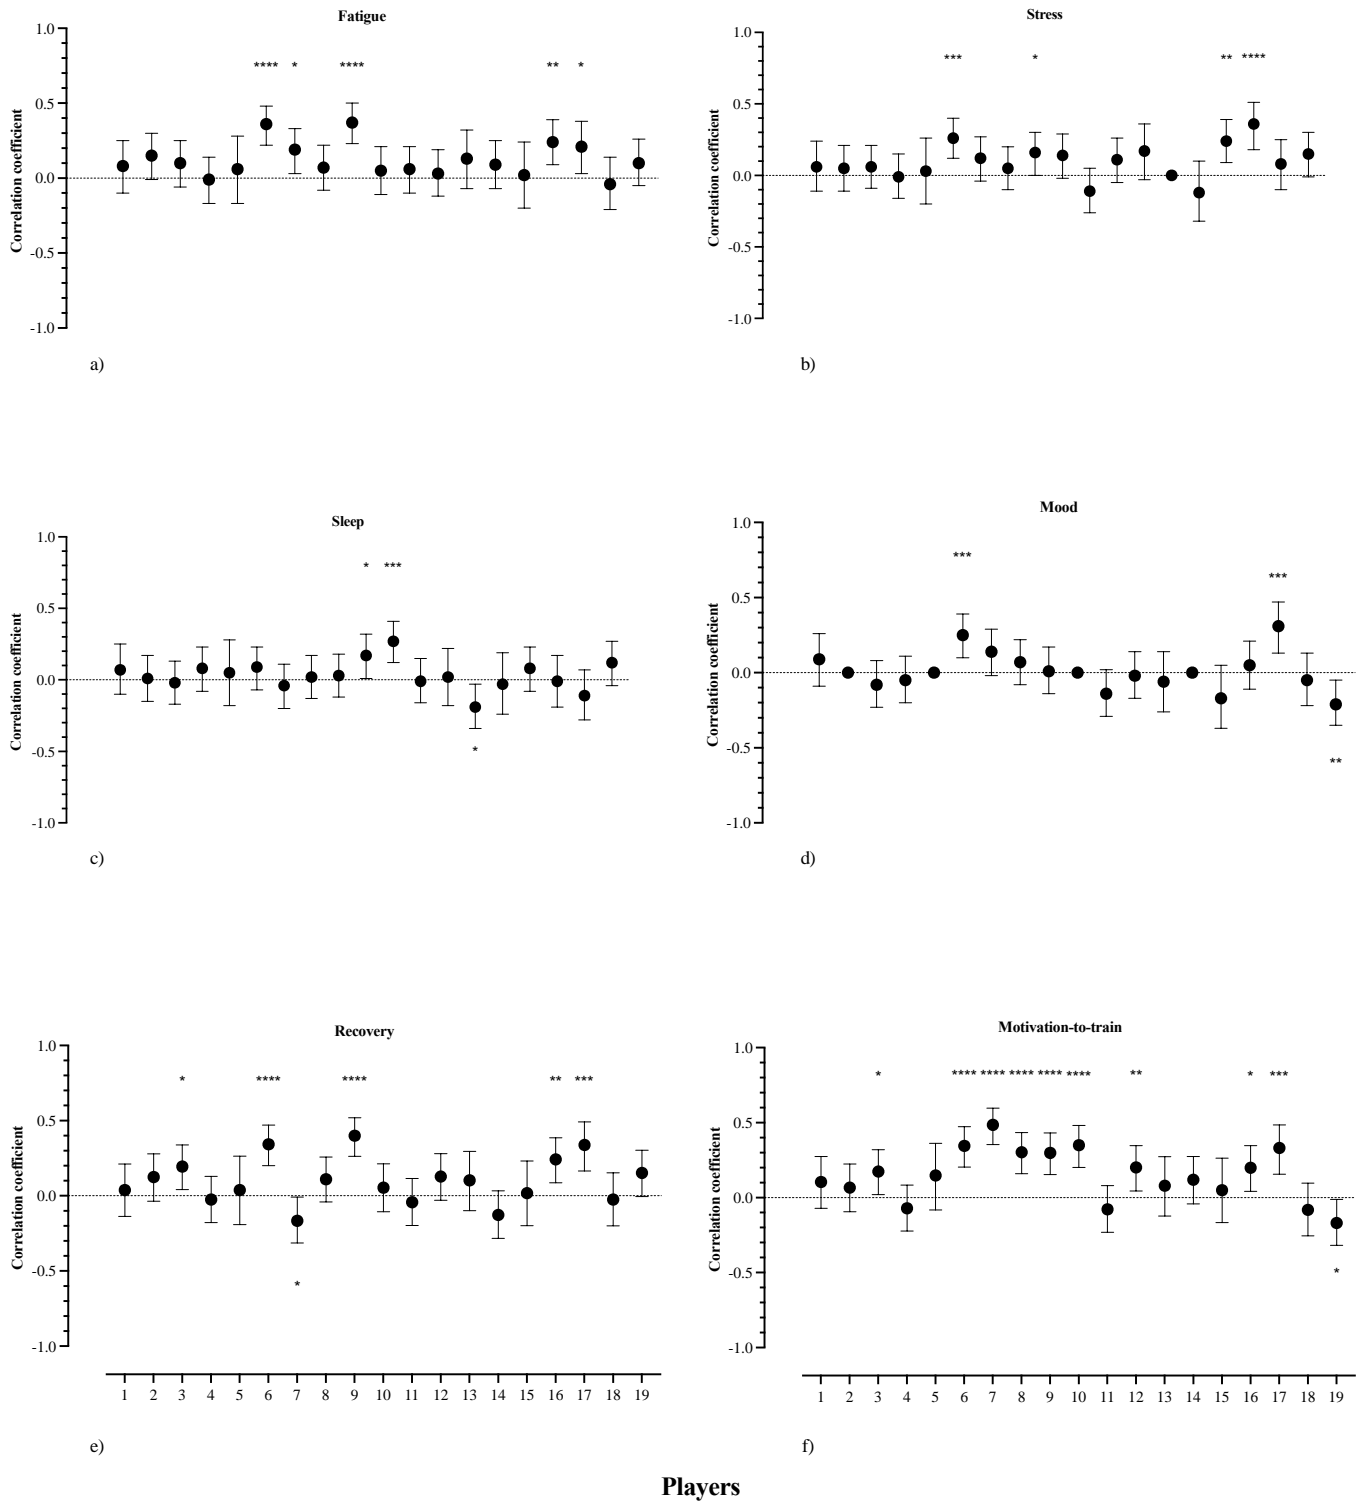 Fatigue
**** * **** ** *
1.0
0.5
0.0
-0.5
-1.0
Correlation coefficient
a)
Stress
*** * ** ****
1.0
0.5
0.0
-0.5
-1.0
Correlation coefficient
b)
Sleep
* ***
1.0
0.5
0.0
-0.5
-1.0
Correlation coefficient
*
c)
Mood
*** ***
1.0
0.5
0.0
-0.5
-1.0
Correlation coefficient
**
d)
Recovery
* **** **** ** ***
1.0
0.5
0.0
-0.5
-1.0
Correlation coefficient
*
1 2 3 4 5 6 7 8 9 10 11 12 13 14 15 16 17 18 19
e)
Motivation-to-train
* **** **** **** **** **** ** * ***
1.0
0.5
0.0
-0.5
-1.0
Correlation coefficient
*
1 2 3 4 5 6 7 8 9 10 11 12 13 14 15 16 17 18 19
f)
Players